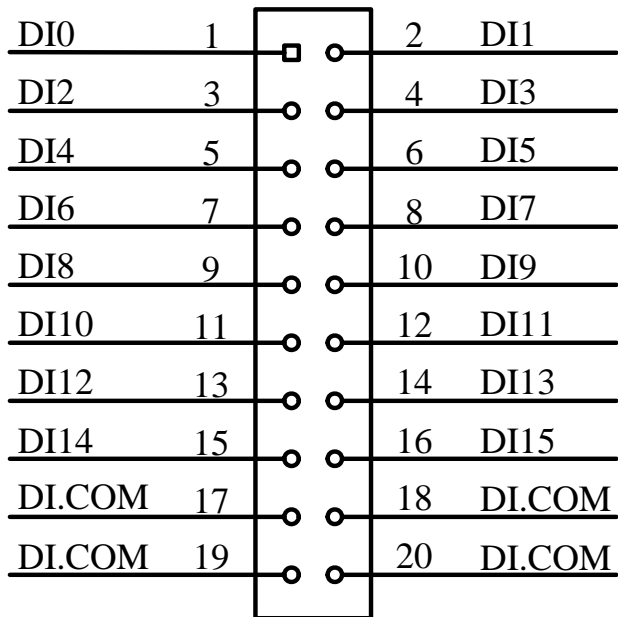 DI0 1 2 DI1
DI2 3 4 DI3
DI4 5 6 DI5
DI6 7 8 DI7
DI8 9 10 DI9
DI10 11 12 DI11
DI12 13 14 DI13
DI14 15 16 DI15
DI.COM 17 18 DI.COM
DI.COM 19 20 DI.COM